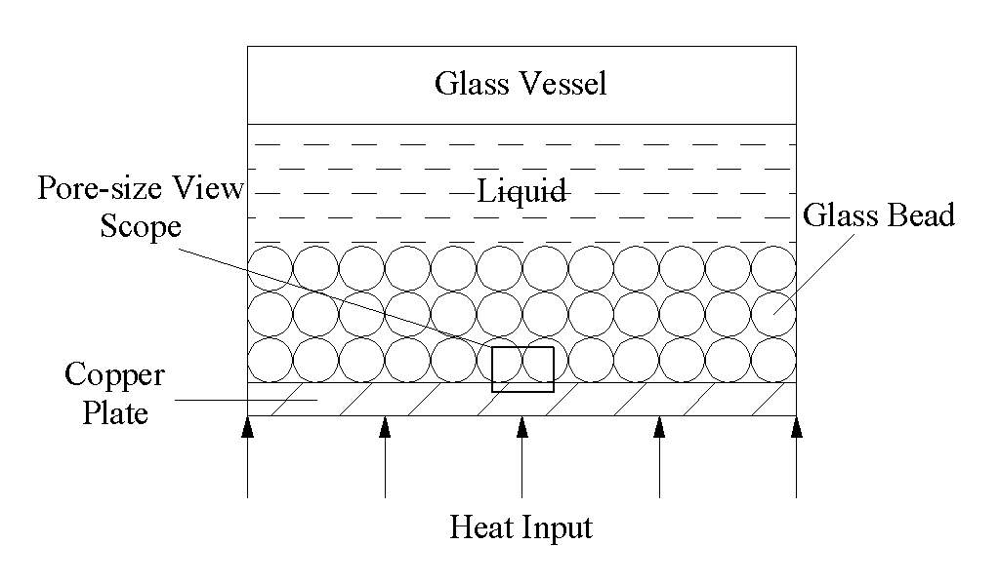 Glass Vessel
Liquid
Pore-size View
Scope
Glass Bead
Copper
Plate
Heat Input